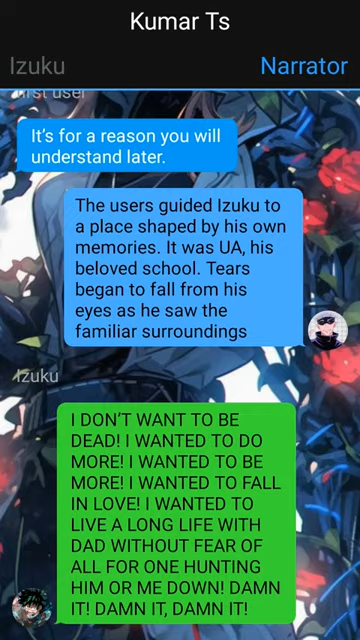 Kumar Ts
Izuku
Narrator
first user
It's for a reason you will
understand later.
The users guided Izuku to
a place shaped by his own
memories. It was UA, his
beloved school. Tears
began to fall from his
eyes as he saw the
familiar surroundings
Izuku
I DON'T WANT TO BE
DEAD! I WANTED TO DO
MORE! I WANTED TO BE
MORE! I WANTED TO FALL
IN LOVE! I WANTED TO
LIVE A LONG LIFE WITH
DAD WITHOUT FEAR OF
ALL FOR ONE HUNTING
HIM OR ME DOWN! DAMN
IT! DAMN IT, DAMN IT!